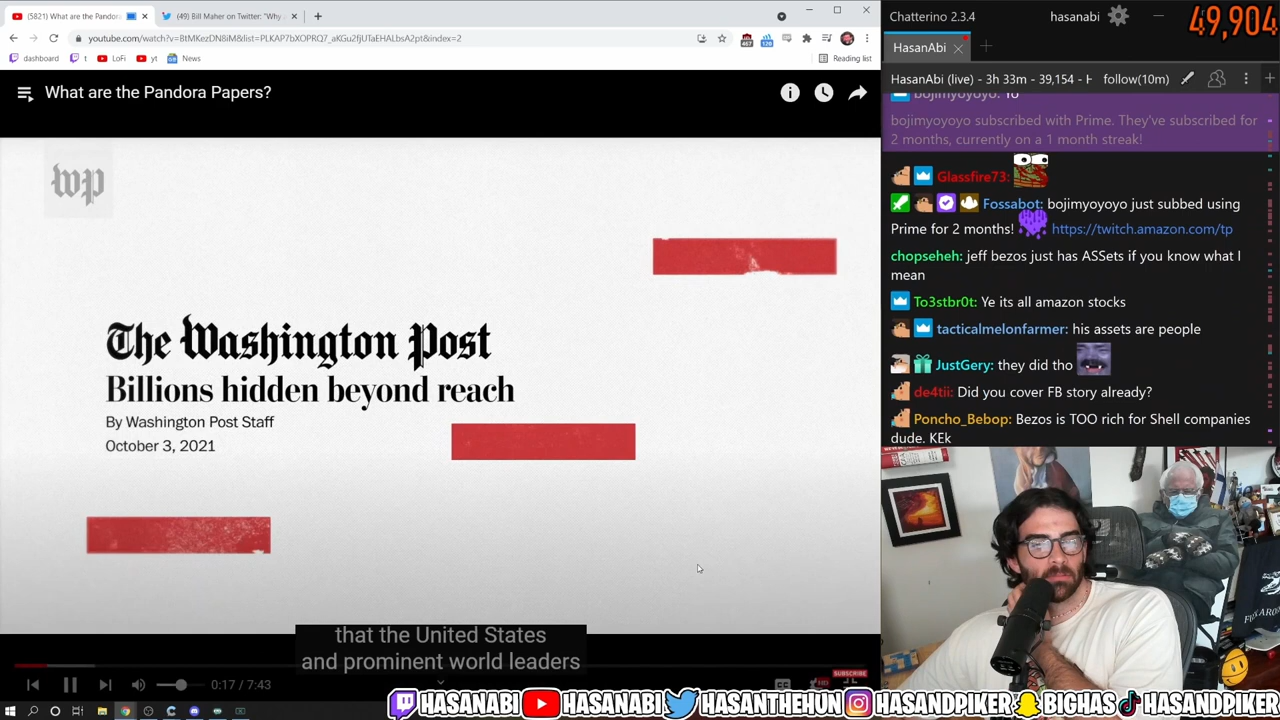 (5821) What are the Pandora
(49) Bill Maher on Twitter: "Why
youtube.com/watch?v=8tMKezDN8iM&list=PLKAP7bXOPRQ7_aKGu2fjUTaEHALbsA2pt&index=2
467
126
dashboard
t
LoFi
yt
News
Reading list
What are the Pandora Papers?
wp
The Washington Post
Billions hidden beyond reach
By Washington Post Staff
October 3, 2021
that the United States
and prominent world leaders
0:17 / 7:43
SUBSCRIBE
Chatterino 2.3.4
hasanabi
49,904
HasanAbi
HasanAbi (live) - 3h 33m - 39,154 - H
follow(10m)
bojimyoyoyo: Yo
bojimyoyoyo subscribed with Prime. They've subscribed for
2 months, currently on a 1 month streak!
Glassfire73:
Fossabot: bojimyoyoyo just subbed using
Prime for 2 months! https://twitch.amazon.com/tp
chopseheh: jeff bezos just has ASSets if you know what I
mean
To3stbr0t: Ye its all amazon stocks
tacticalmelonfarmer: his assets are people
JustGery: they did tho
de4tii: Did you cover FB story already?
Poncho_Bebop: Bezos is TOO rich for Shell companies
dude. KEk
HASANABI HASANABI HASANTHEHUN HASANDPIKER BIGHAS HASANDPIKER